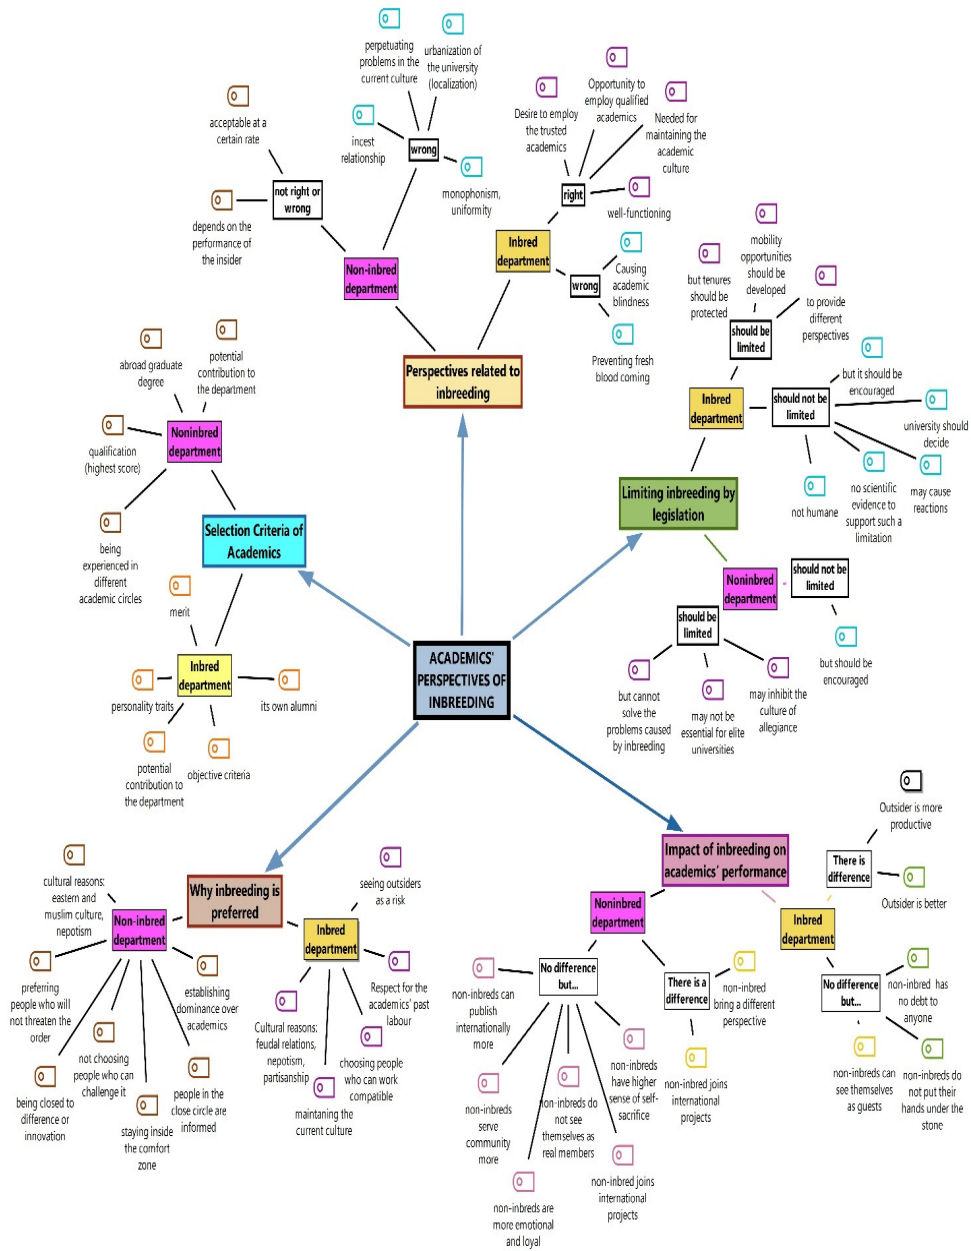 perpetuating
problems in the
current culture
urbanization of
the university
(localization)
incest
relationship
wrong
monophonism,
uniformity
acceptable at a
certain rate
not right or
wrong
depends on the
performance of
the insider
Non-inbred
department
Desire to employ
the trusted
academics
Opportunity to
employ qualified
academics
Needed for
maintaining the
academic
culture
right
well-functioning
Inbred
department
wrong
Causing
academic
blindness
Preventing fresh
blood coming
Perspectives related to
inbreeding
but tenures
should be
protected
mobility
opportunities
should be
developed
to provide
different
perspectives
should be
limited
Inbred
department
should not be
limited
but it should be
encouraged
university should
decide
may cause
reactions
no scientific
evidence to
support such a
limitation
not humane
Limiting inbreeding by
legislation
Noninbred
department
should not be
limited
but should be
encouraged
should be
limited
but cannot
solve the
problems caused
by inbreeding
may not be
essential for elite
universities
may inhibit the
culture of
allegiance
abroad graduate
degree
potential
contribution to
the department
qualification
(highest score)
Noninbred
department
being
experienced in
different
academic circles
Selection Criteria of
Academics
merit
Inbred
department
personality traits
its own alumni
potential
contribution to
the department
objective criteria
ACADEMICS'
PERSPECTIVES OF
INBREEDING
Why inbreeding is
preferred
cultural reasons:
eastern and
muslim culture,
nepotism
Non-inbred
department
preferring
people who will
not threaten the
order
establishing
dominance over
academics
being closed to
difference or
innovation
not choosing
people who can
challenge it
staying inside
the comfort
zone
people in the
close circle are
informed
seeing outsiders
as a risk
Inbred
department
Respect for the
academics' past
labour
Cultural reasons:
feudal relations,
nepotism,
partisanship
choosing people
who can work
compatible
maintaning the
current culture
Impact of inbreeding on
academics' performance
Noninbred
department
No difference
but...
non-inbreds can
publish
internationally
more
non-inbreds
serve
community
more
non-inbreds do
not see
themselves as
real members
non-inbreds
have higher
sense of self-
sacrifice
non-inbreds are
more emotional
and loyal
non-inbred joins
international
projects
There is a
difference
non-inbred
bring a different
perspective
non-inbred joins
international
projects
Inbred
department
There is
difference
Outsider is more
productive
Outsider is better
No difference
but...
non-inbred has
no debt to
anyone
non-inbreds can
see themselves
as guests
non-inbreds do
not put their
hands under the
stone